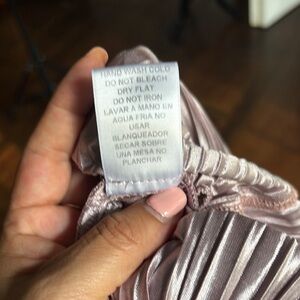 HAND WASH COLD
DO NOT BLEACH
DRY FLAT
DO NOT IRON
LAVAR A MANO EN
AGUA FRIA NO
USAR
BLANQUEADOR
SECAR SOBRE
UNA MESA NO
PLANCHAR